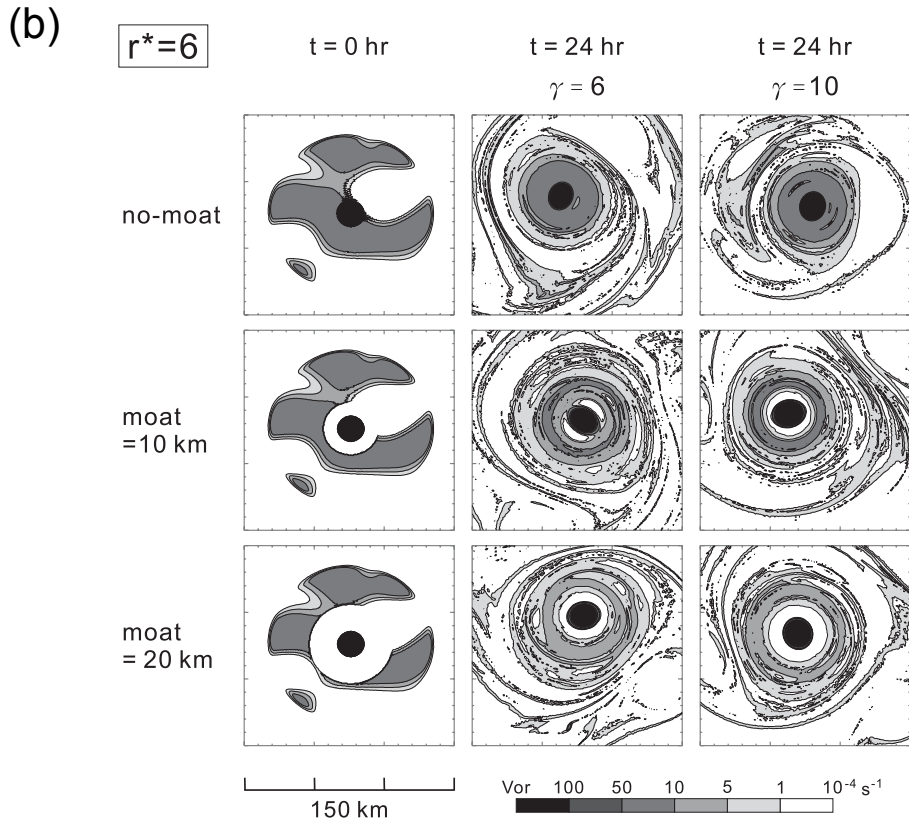 (b)
r*=6
t = 0 hr
t = 24 hr
t = 24 hr
γ = 6
γ = 10
no-moat
moat
=10 km
moat
= 20 km
150 km
Vor 100 50 10 5 1 10⁻⁴ s⁻¹